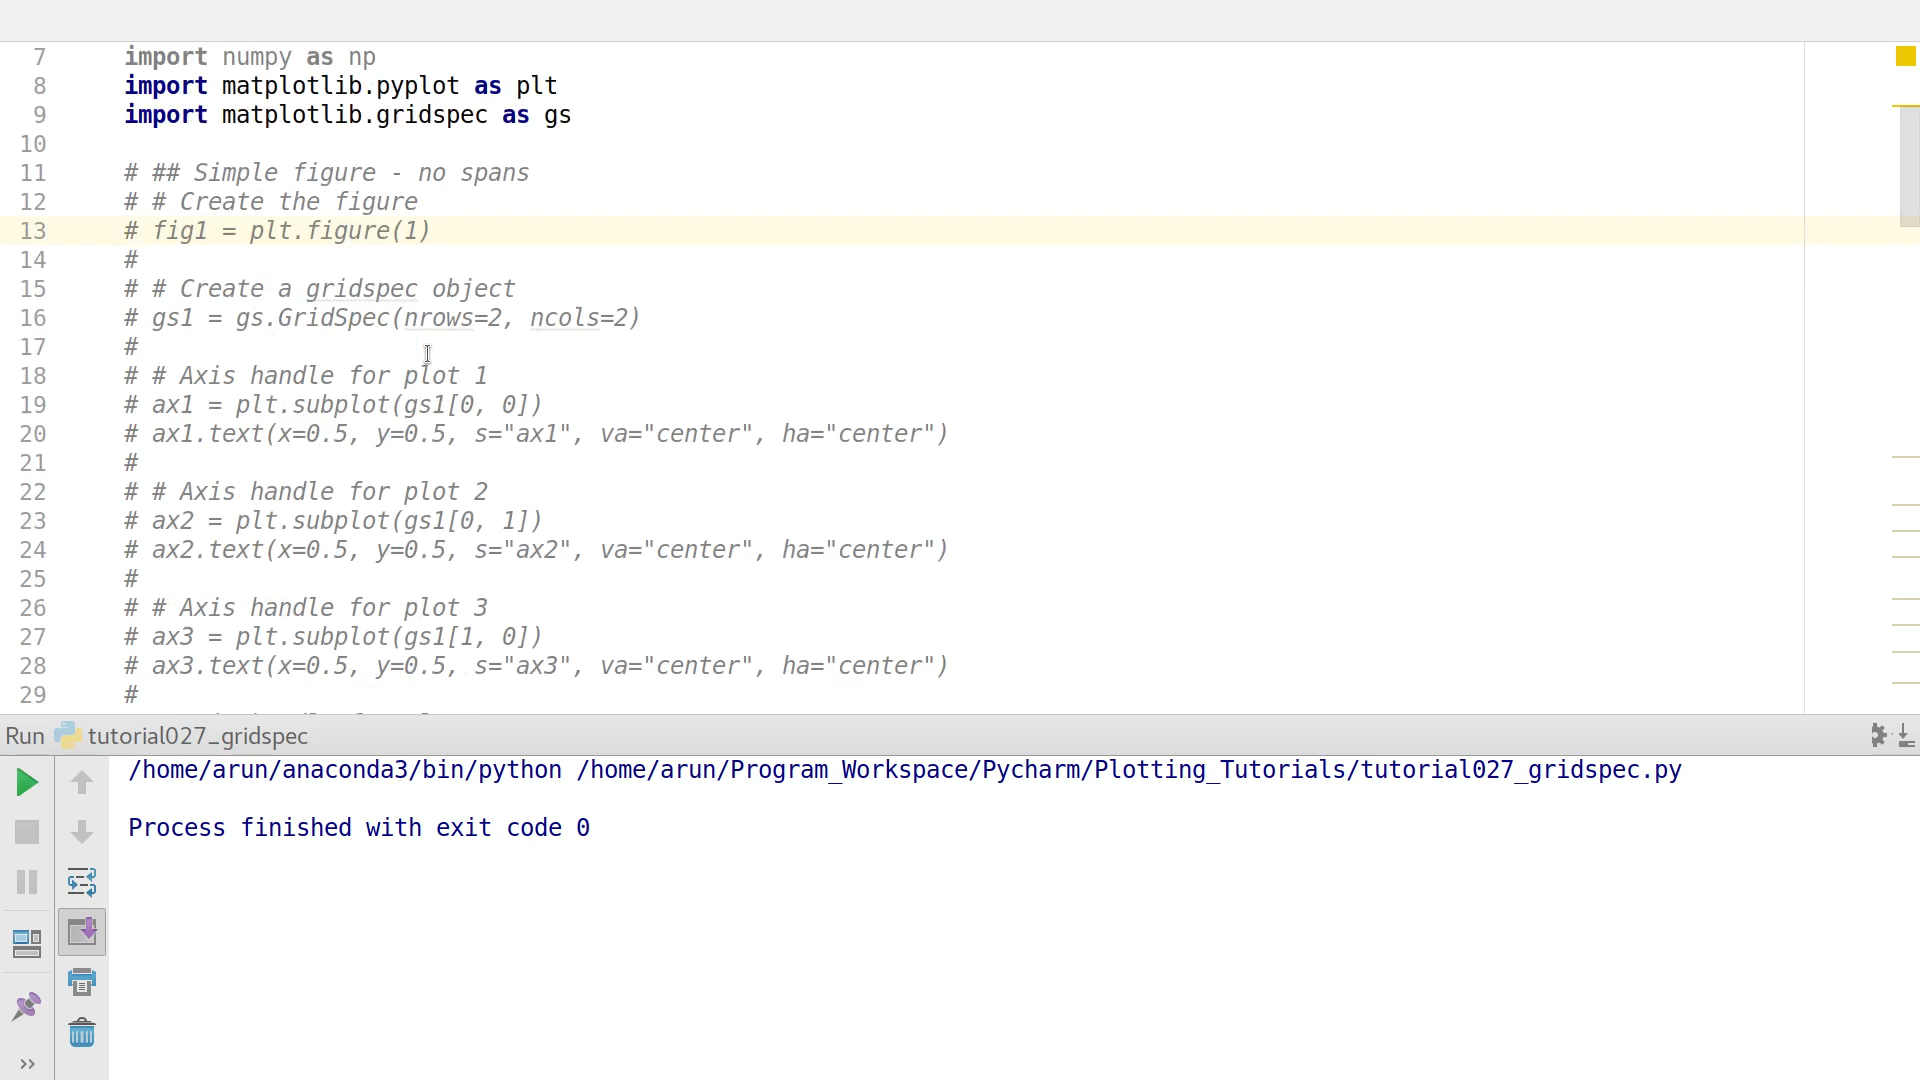 7 import numpy as np
8 import matplotlib.pyplot as plt
9 import matplotlib.gridspec as gs
10
11 # ## Simple figure - no spans
12 # # Create the figure
13 # fig1 = plt.figure(1)
14 #
15 # # Create a gridspec object
16 # gs1 = gs.GridSpec(nrows=2, ncols=2)
17 #
18 # # Axis handle for plot 1
19 # ax1 = plt.subplot(gs1[0, 0])
20 # ax1.text(x=0.5, y=0.5, s="ax1", va="center", ha="center")
21 #
22 # # Axis handle for plot 2
23 # ax2 = plt.subplot(gs1[0, 1])
24 # ax2.text(x=0.5, y=0.5, s="ax2", va="center", ha="center")
25 #
26 # # Axis handle for plot 3
27 # ax3 = plt.subplot(gs1[1, 0])
28 # ax3.text(x=0.5, y=0.5, s="ax3", va="center", ha="center")
29 #
Run tutorial027_gridspec
/home/arun/anaconda3/bin/python /home/arun/Program_Workspace/Pycharm/Plotting_Tutorials/tutorial027_gridspec.py
Process finished with exit code 0